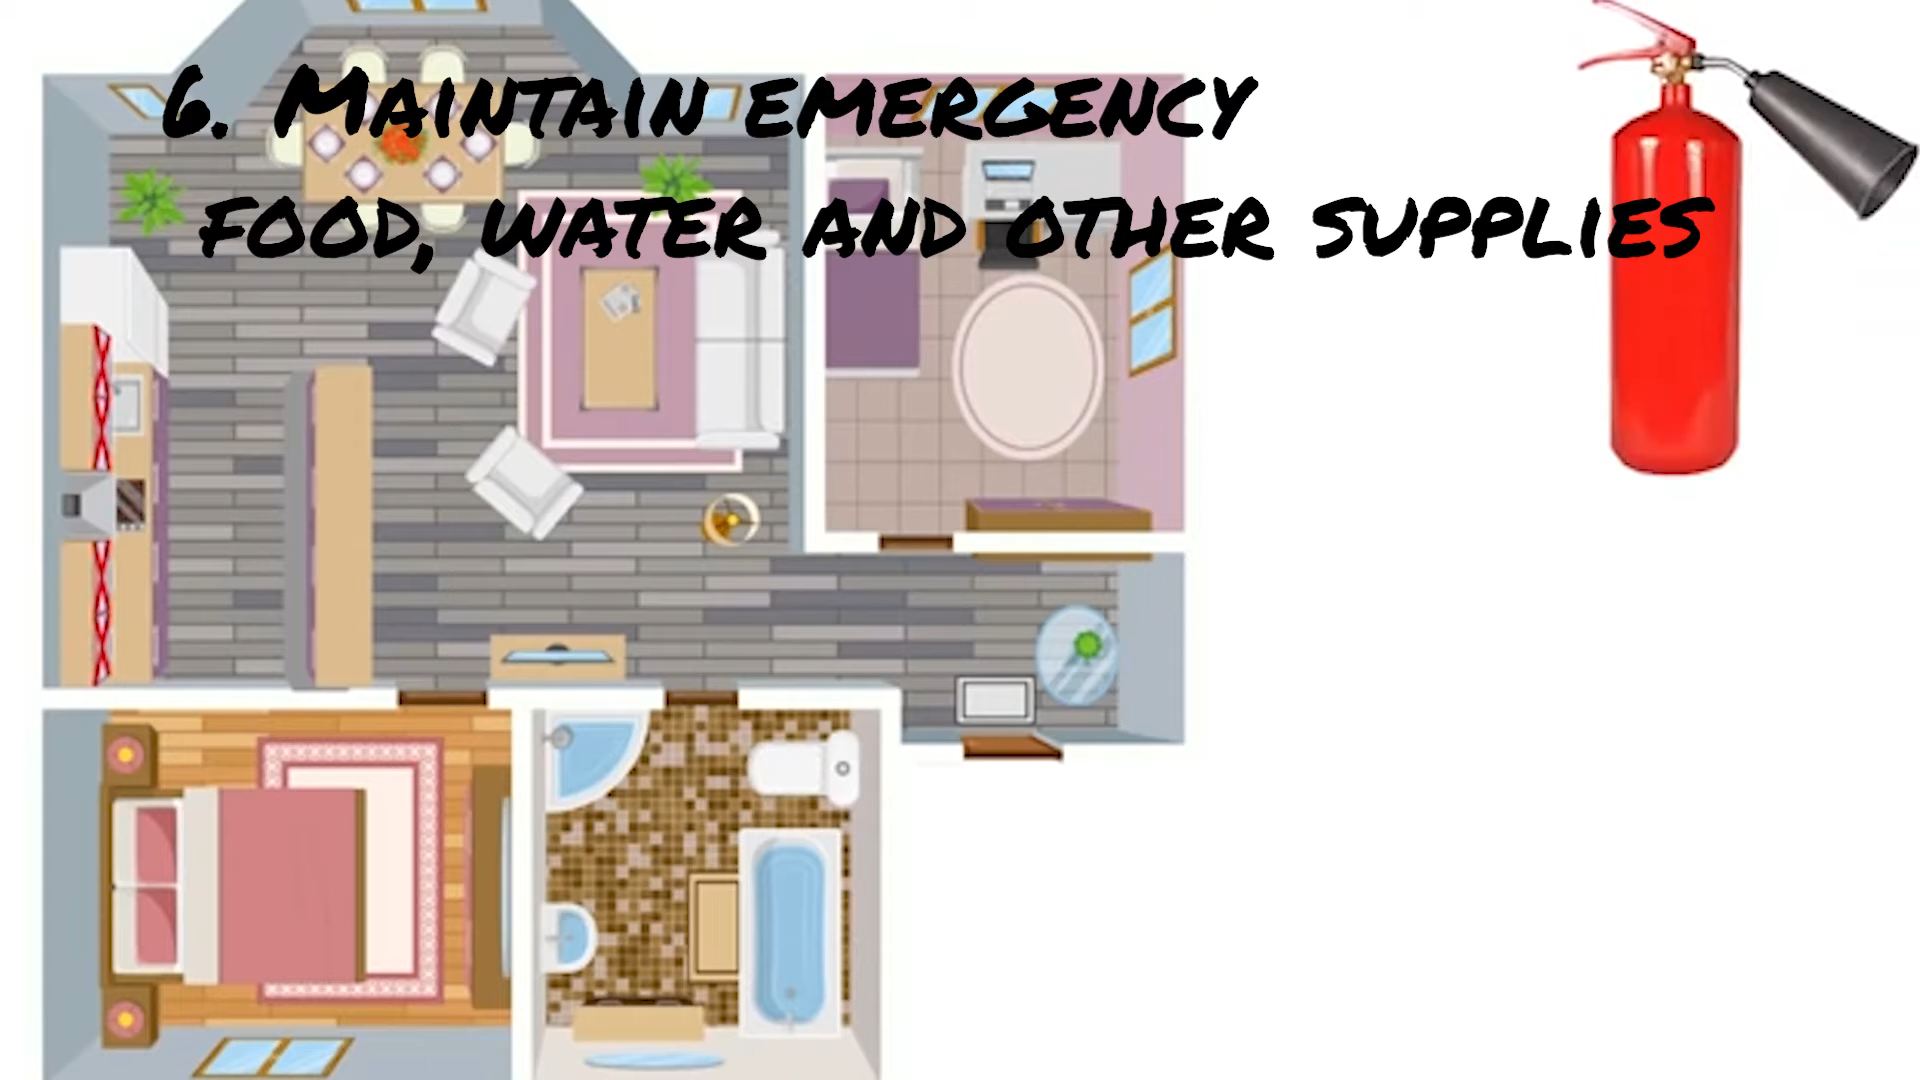 6. Maintain emergency
food, water and other supplies